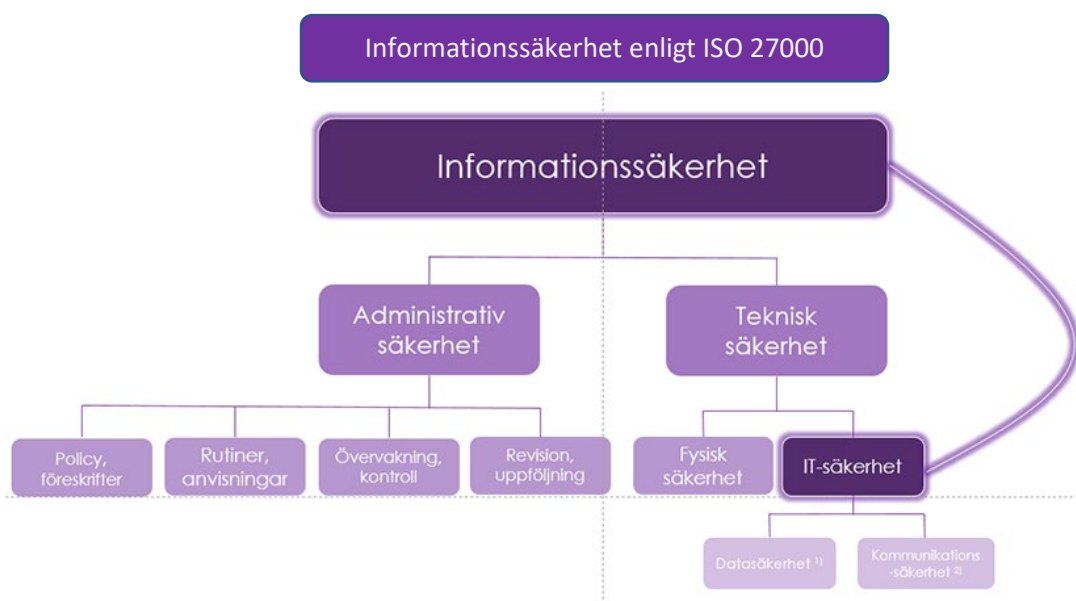 Informationssäkerhet enligt ISO 27000
Informationssäkerhet
Administrativ
säkerhet
Teknisk
säkerhet
Policy,
föreskrifter
Rutiner,
anvisningar
Övervakning,
kontroll
Revision,
uppföljning
Fysisk
säkerhet
IT-säkerhet
Datasäkerhet 1)
Kommunikations
-säkerhet 2)